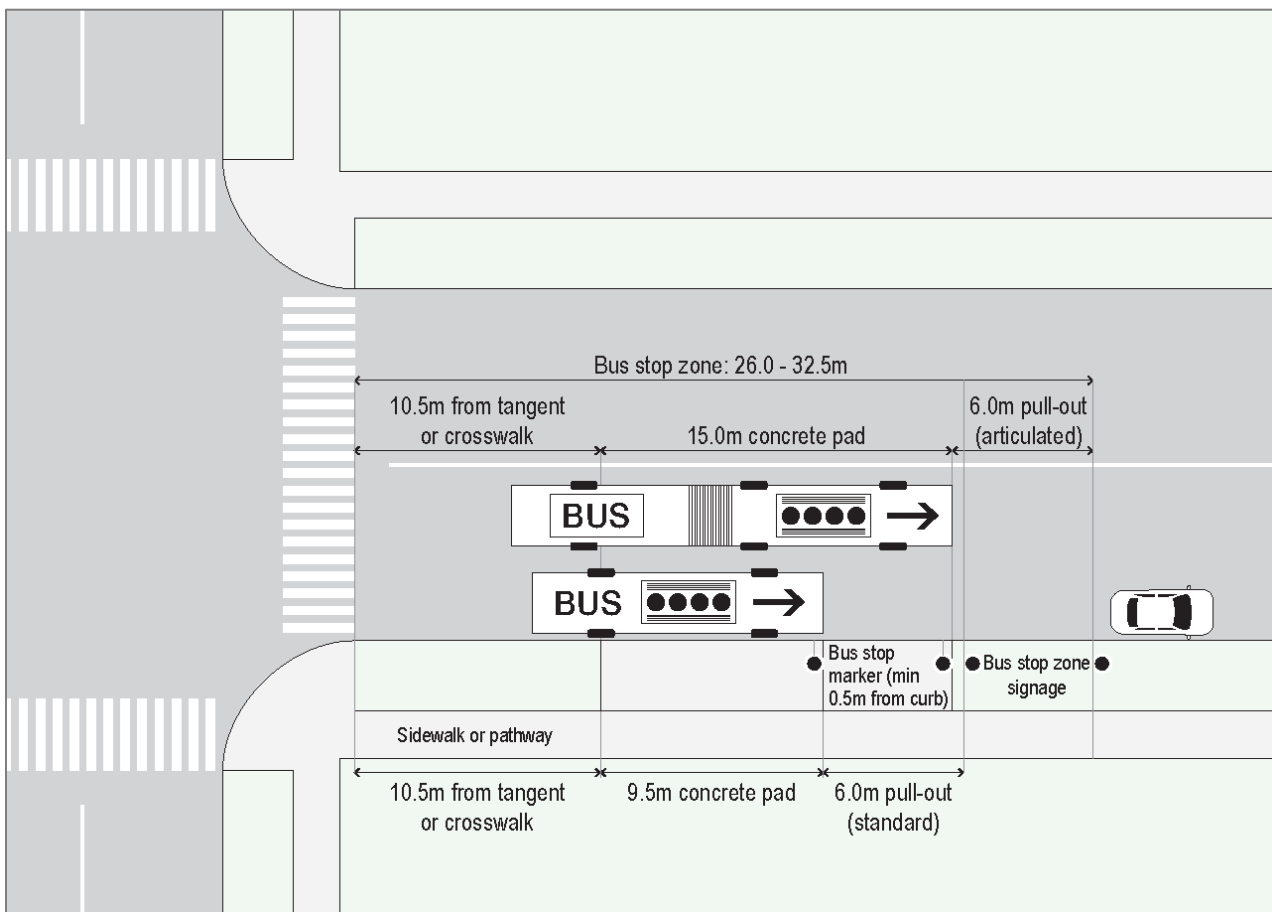 Bus stop zone: 26.0 - 32.5m
10.5m from tangent
or crosswalk
15.0m concrete pad
6.0m pull-out
(articulated)
BUS
BUS
Bus stop
marker (min
0.5m from curb)
Bus stop zone
signage
Sidewalk or pathway
10.5m from tangent
or crosswalk
9.5m concrete pad
6.0m pull-out
(standard)